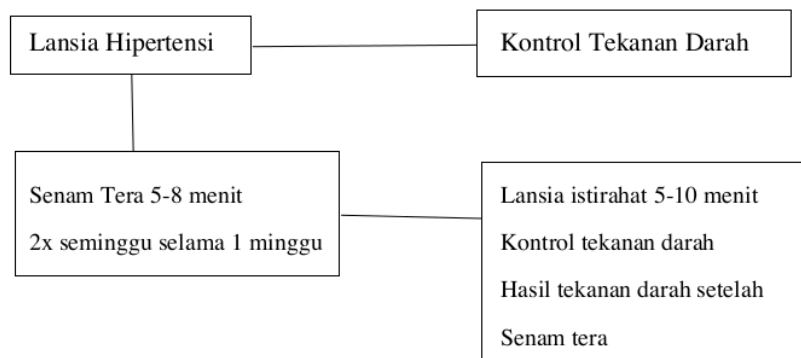 Lansia Hipertensi
Kontrol Tekanan Darah
Senam Tera 5-8 menit
2x seminggu selama 1 minggu
Lansia istirahat 5-10 menit
Kontrol tekanan darah
Hasil tekanan darah setelah
Senam tera